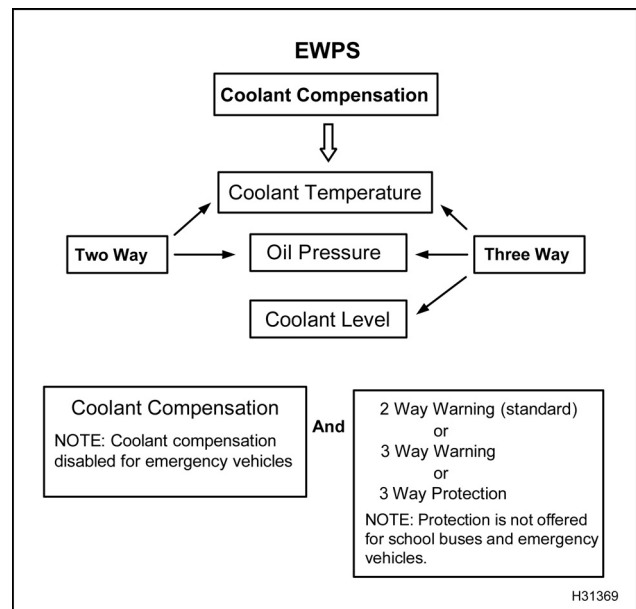 EWPS
Coolant Compensation
Coolant Temperature
Two Way
Oil Pressure
Three Way
Coolant Level
Coolant Compensation
NOTE: Coolant compensation
disabled for emergency vehicles
And
2 Way Warning (standard)
or
3 Way Warning
or
3 Way Protection
NOTE: Protection is not offered
for school buses and emergency
vehicles.
H31369